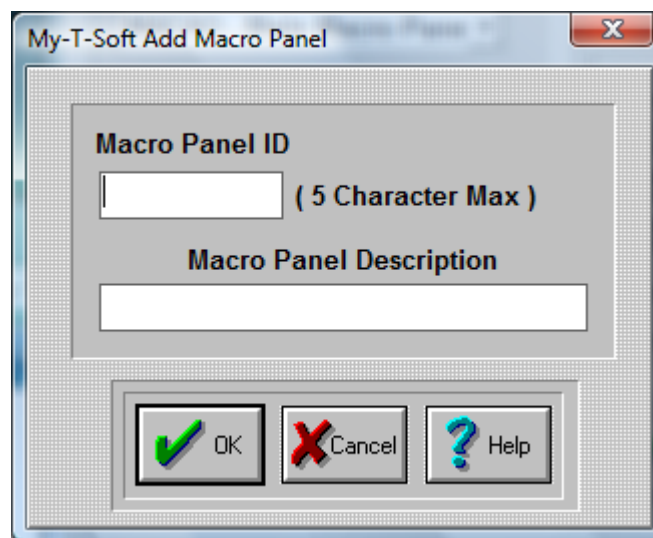 My-T-Soft Add Macro Panel
Macro Panel ID
( 5 Character Max )
Macro Panel Description
OK Cancel Help